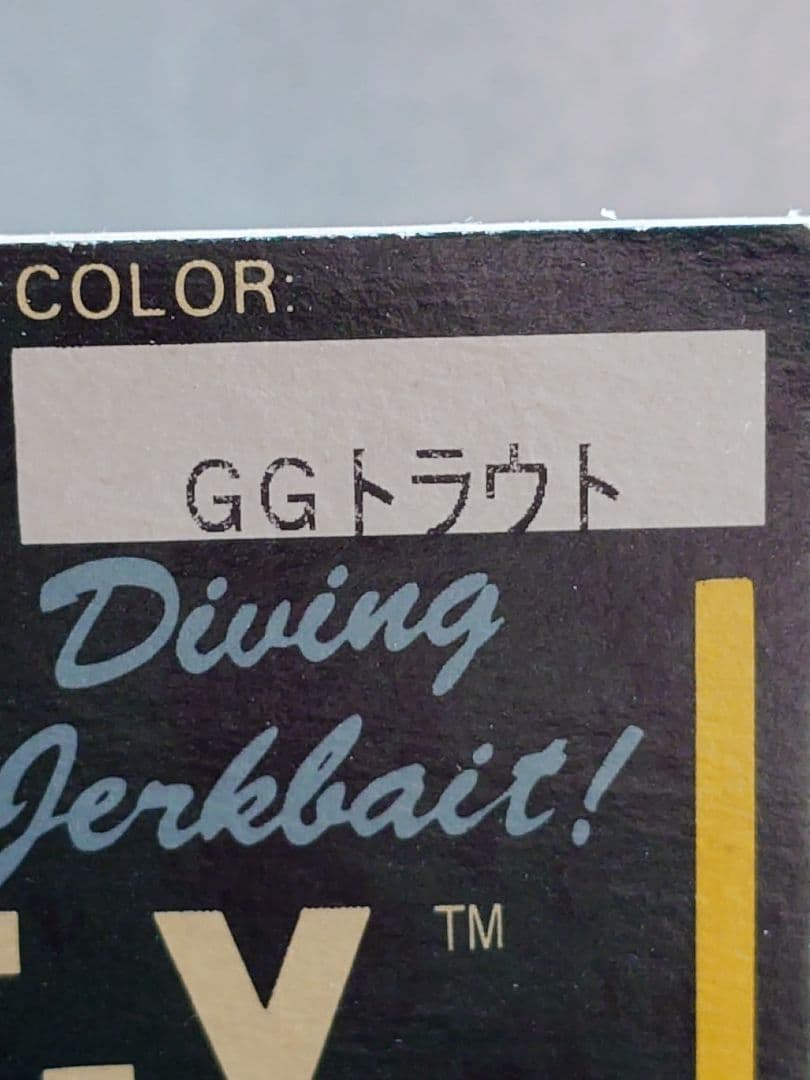 COLOR:
GGトラウト
Diving
Jerkbait!
TM